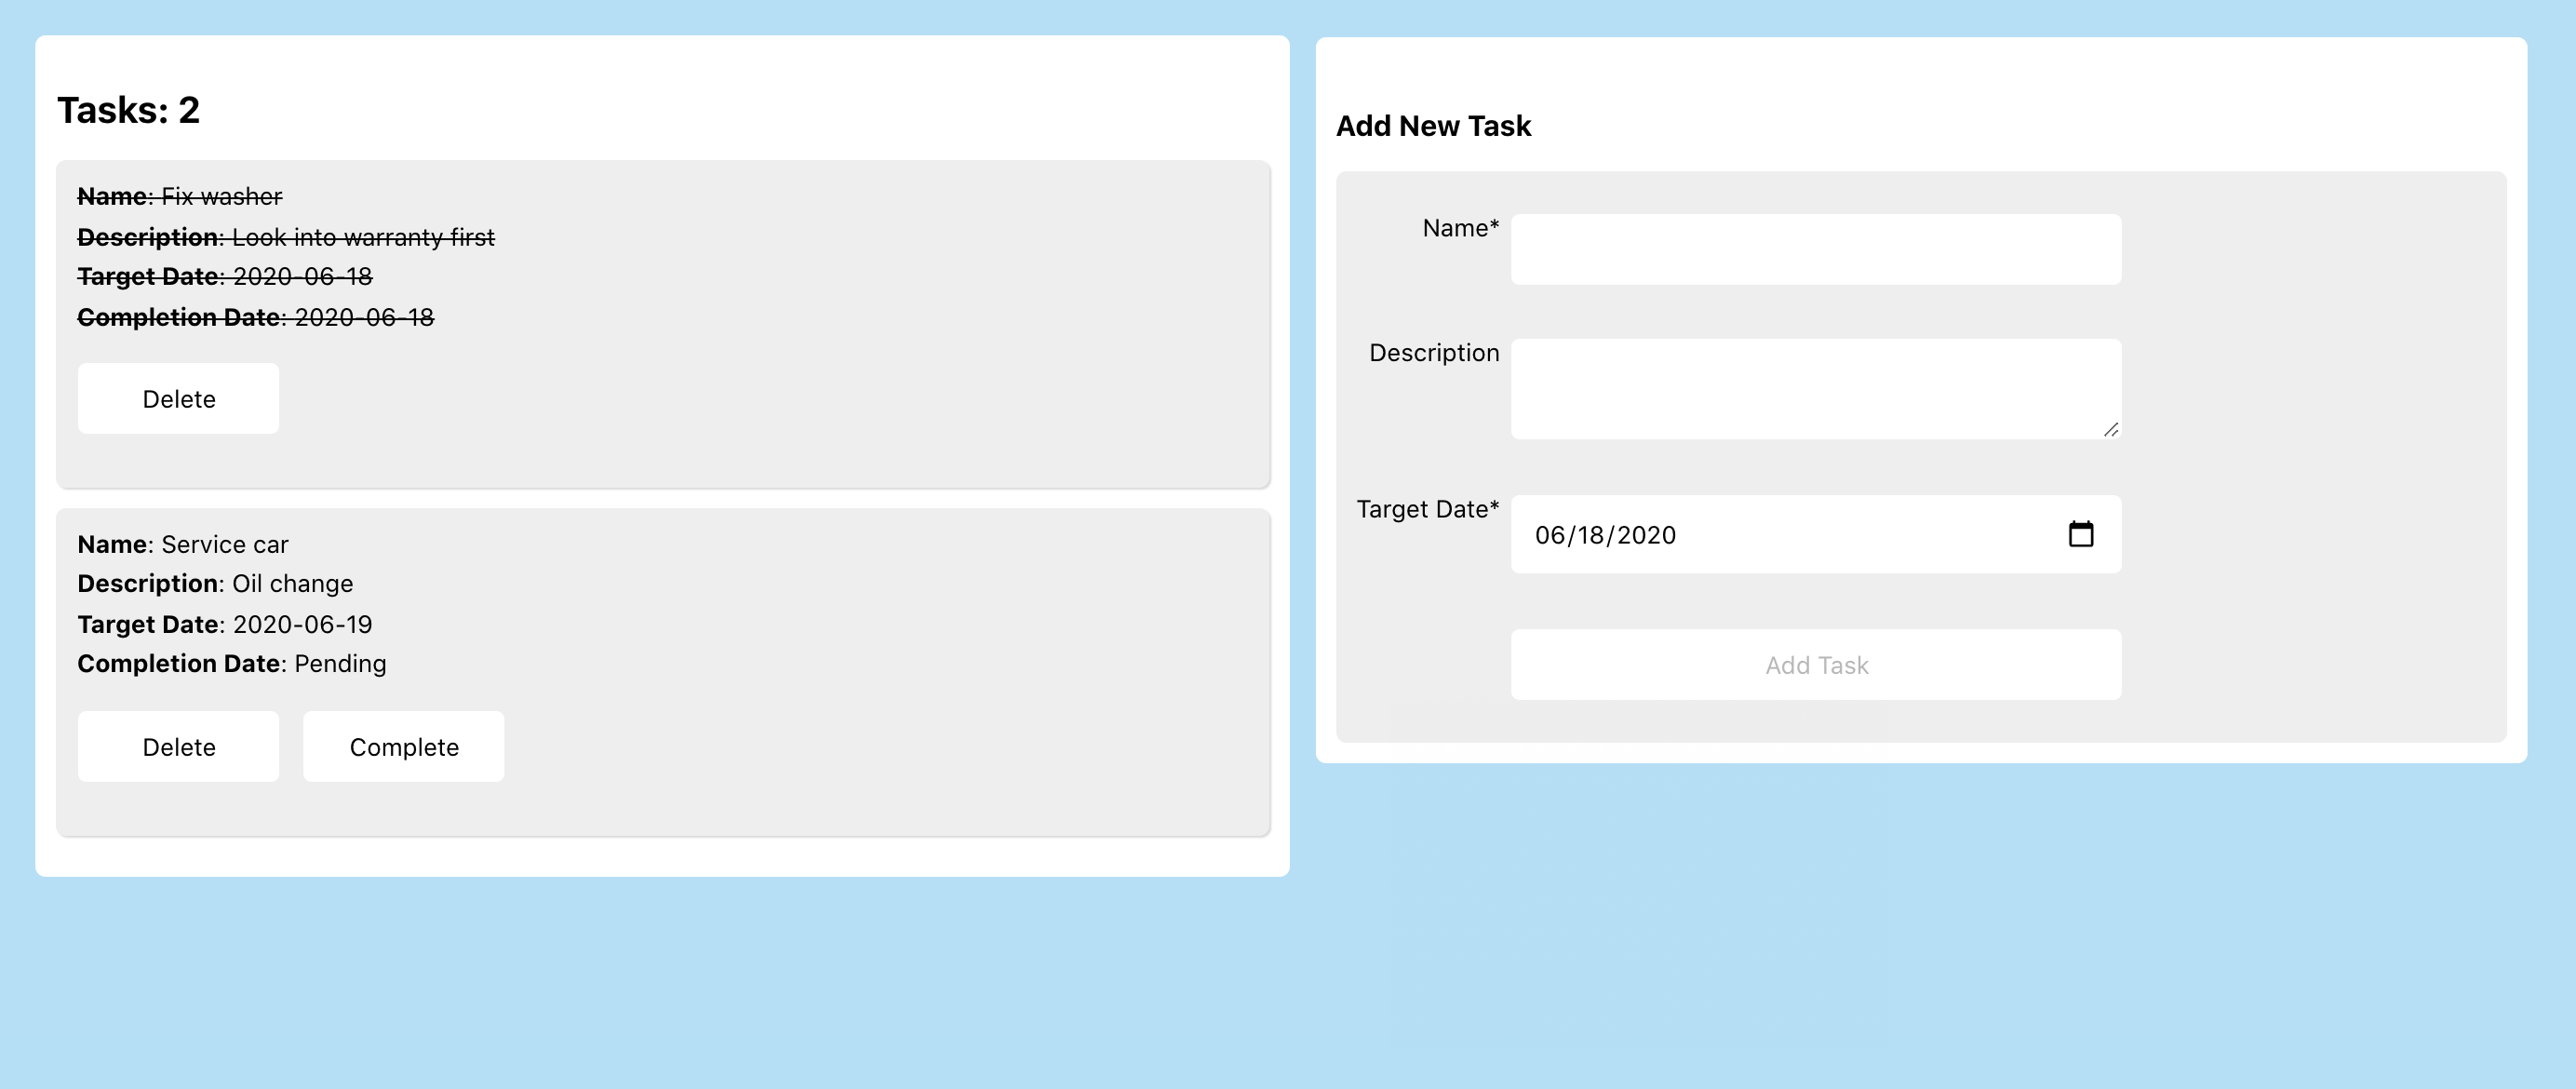 Tasks: 2
Name: Fix washer
Description: Look into warranty first
Target Date: 2020-06-18
Completion Date: 2020-06-18
Delete
Name: Service car
Description: Oil change
Target Date: 2020-06-19
Completion Date: Pending
Delete Complete
Add New Task
Name*
Description
Target Date* 06/18/2020
Add Task